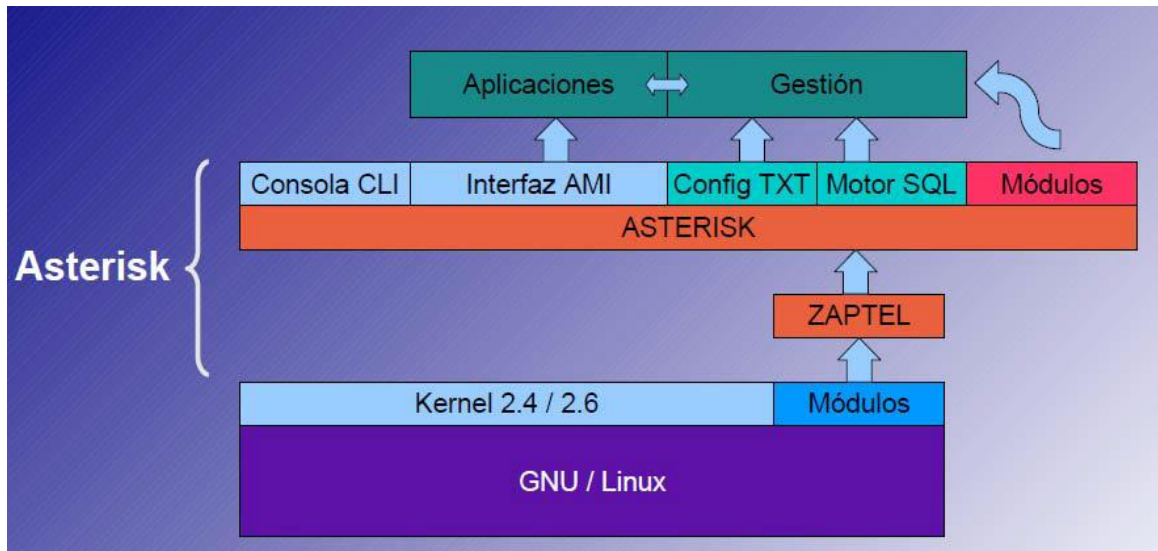 Aplicaciones
Gestión
Consola CLI
Interfaz AMI
Config TXT
Motor SQL
Módulos
ASTERISK
Asterisk
ZAPTEL
Kernel 2.4 / 2.6
Módulos
GNU / Linux